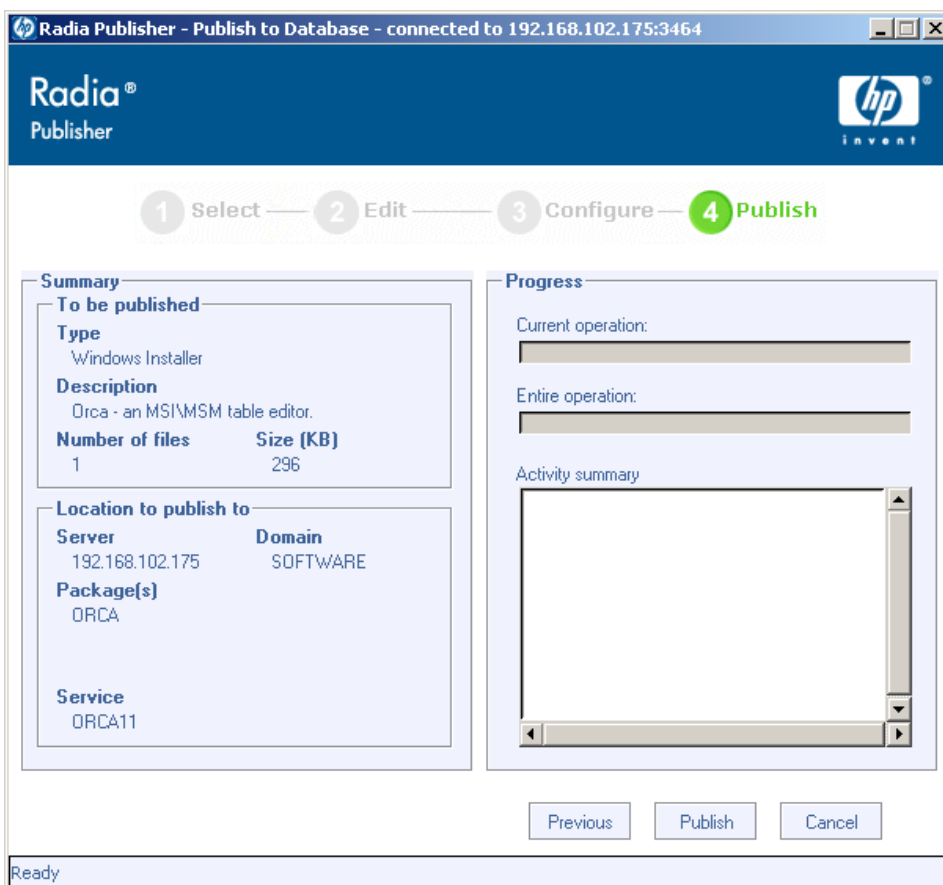 Radia Publisher - Publish to Database - connected to 192.168.102.175:3464
Radia ®
Publisher
hp ®
invent
1 Select 2 Edit 3 Configure 4 Publish
Summary
To be published
Type
Windows Installer
Description
Orca - an MSI\MSM table editor.
Number of files Size (KB)
1 296
Location to publish to
Server Domain
192.168.102.175 SOFTWARE
Package(s)
ORCA
Service
ORCA11
Progress
Current operation:
Entire operation:
Activity summary
Previous Publish Cancel
Ready